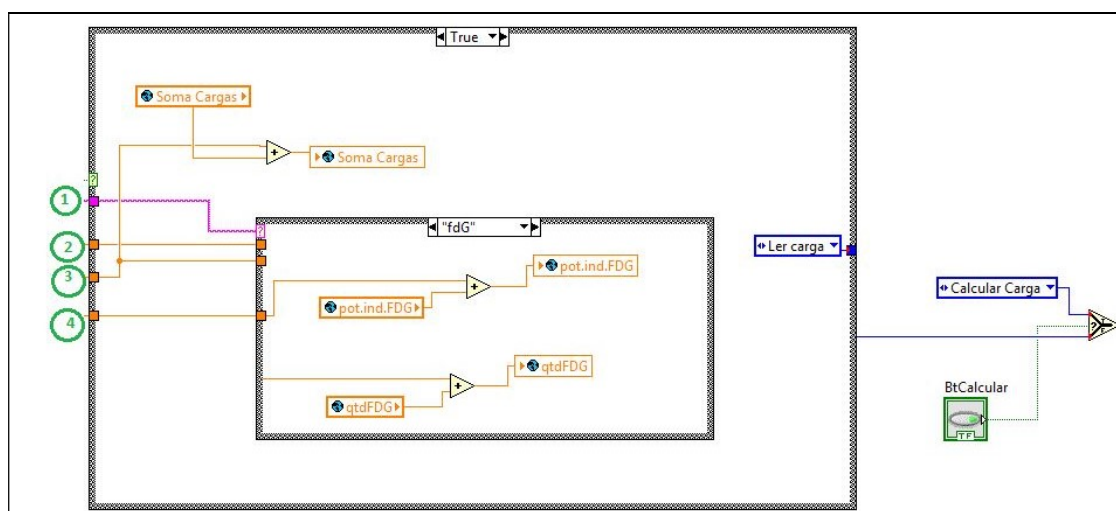 True
Soma Cargas
+
Soma Cargas
?
1
2
3
4
?
"fdG"
pot.ind.FDG
+
pot.ind.FDG
qtdFDG
+
qtdFDG
Ler carga
Calcular Carga
?
T
F
BtCalcular
TF